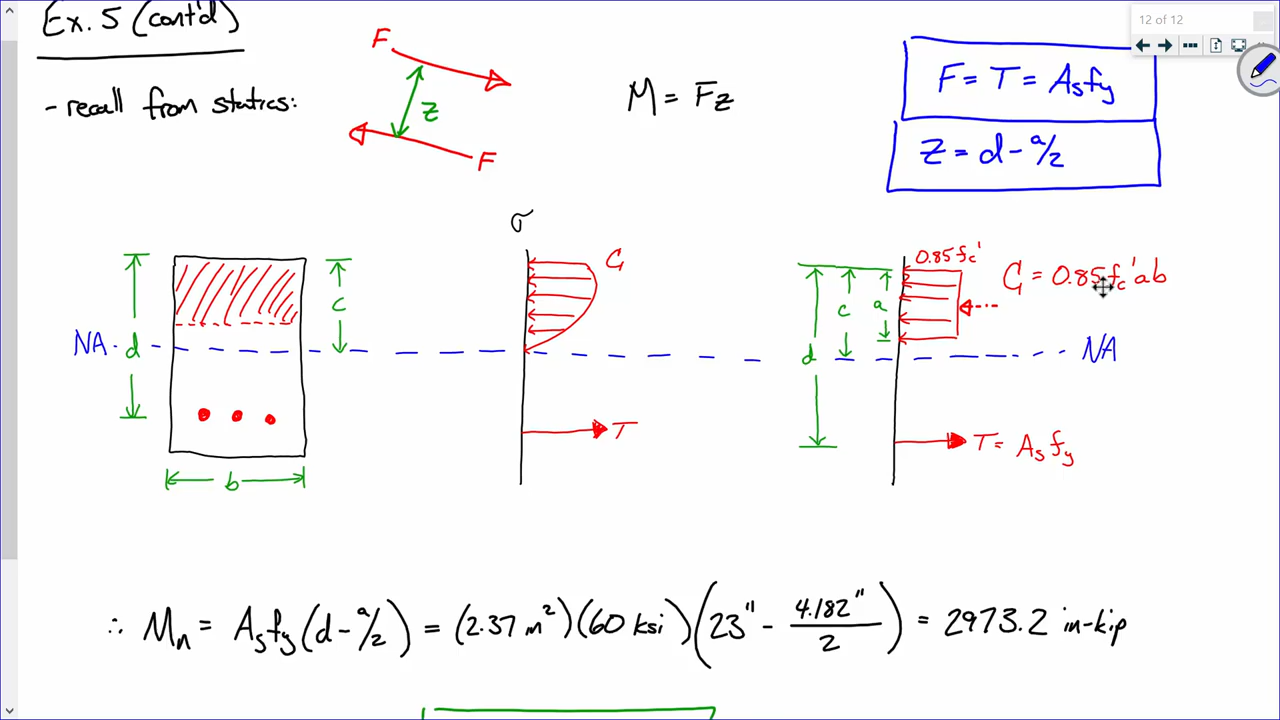 Ex. 5 (cont'd)
12 of 12
- recall from statics:
F
z
F
M = Fz
F = T = Asfy
Z = d - a/2
σ
d
c
NA
b
C
T
0.85fc'
C = 0.85fc'ab
d
c
a
NA
T = Asfy
∴ Mn = Asfy(d - a/2) = (2.37 m²)(60 ksi)(23" - 4.182"/2) = 2973.2 in-kip